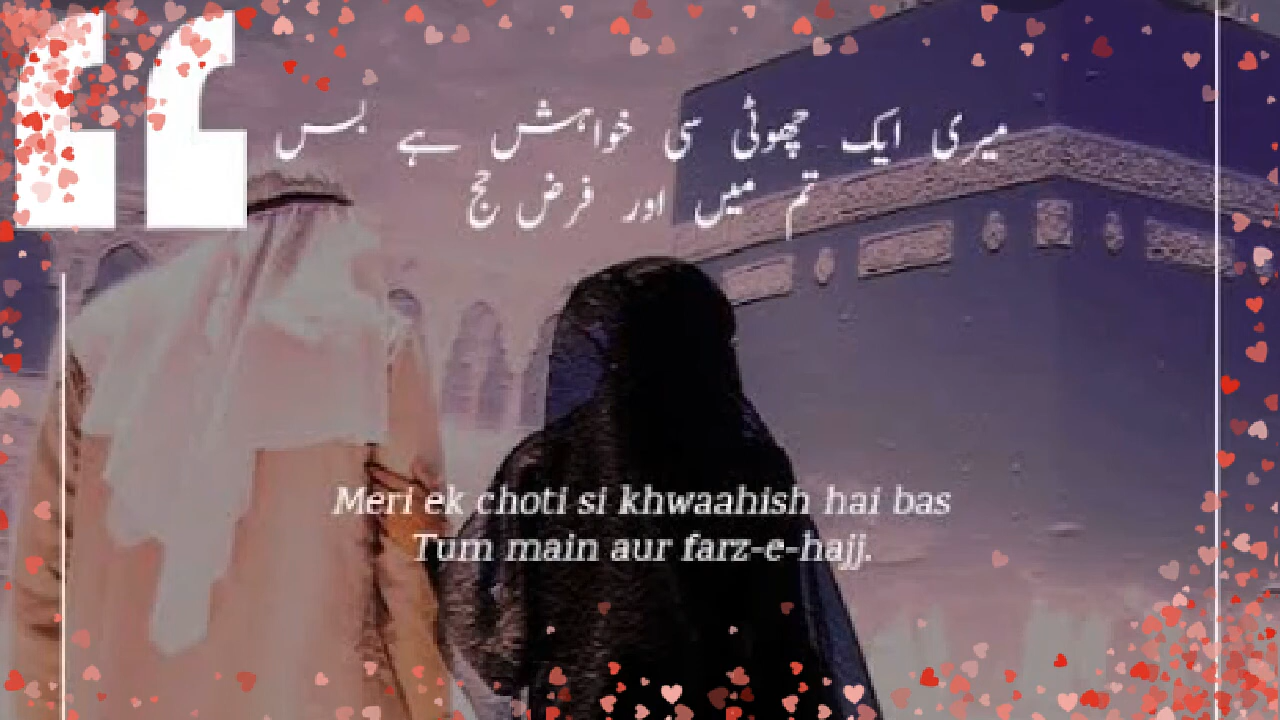 میری ایک چھوٹی سی خواہش ہے بس
تم میں اور فرض حج
Meri ek choti si khwaahish hai bas
Tum main aur farz-e-hajj.